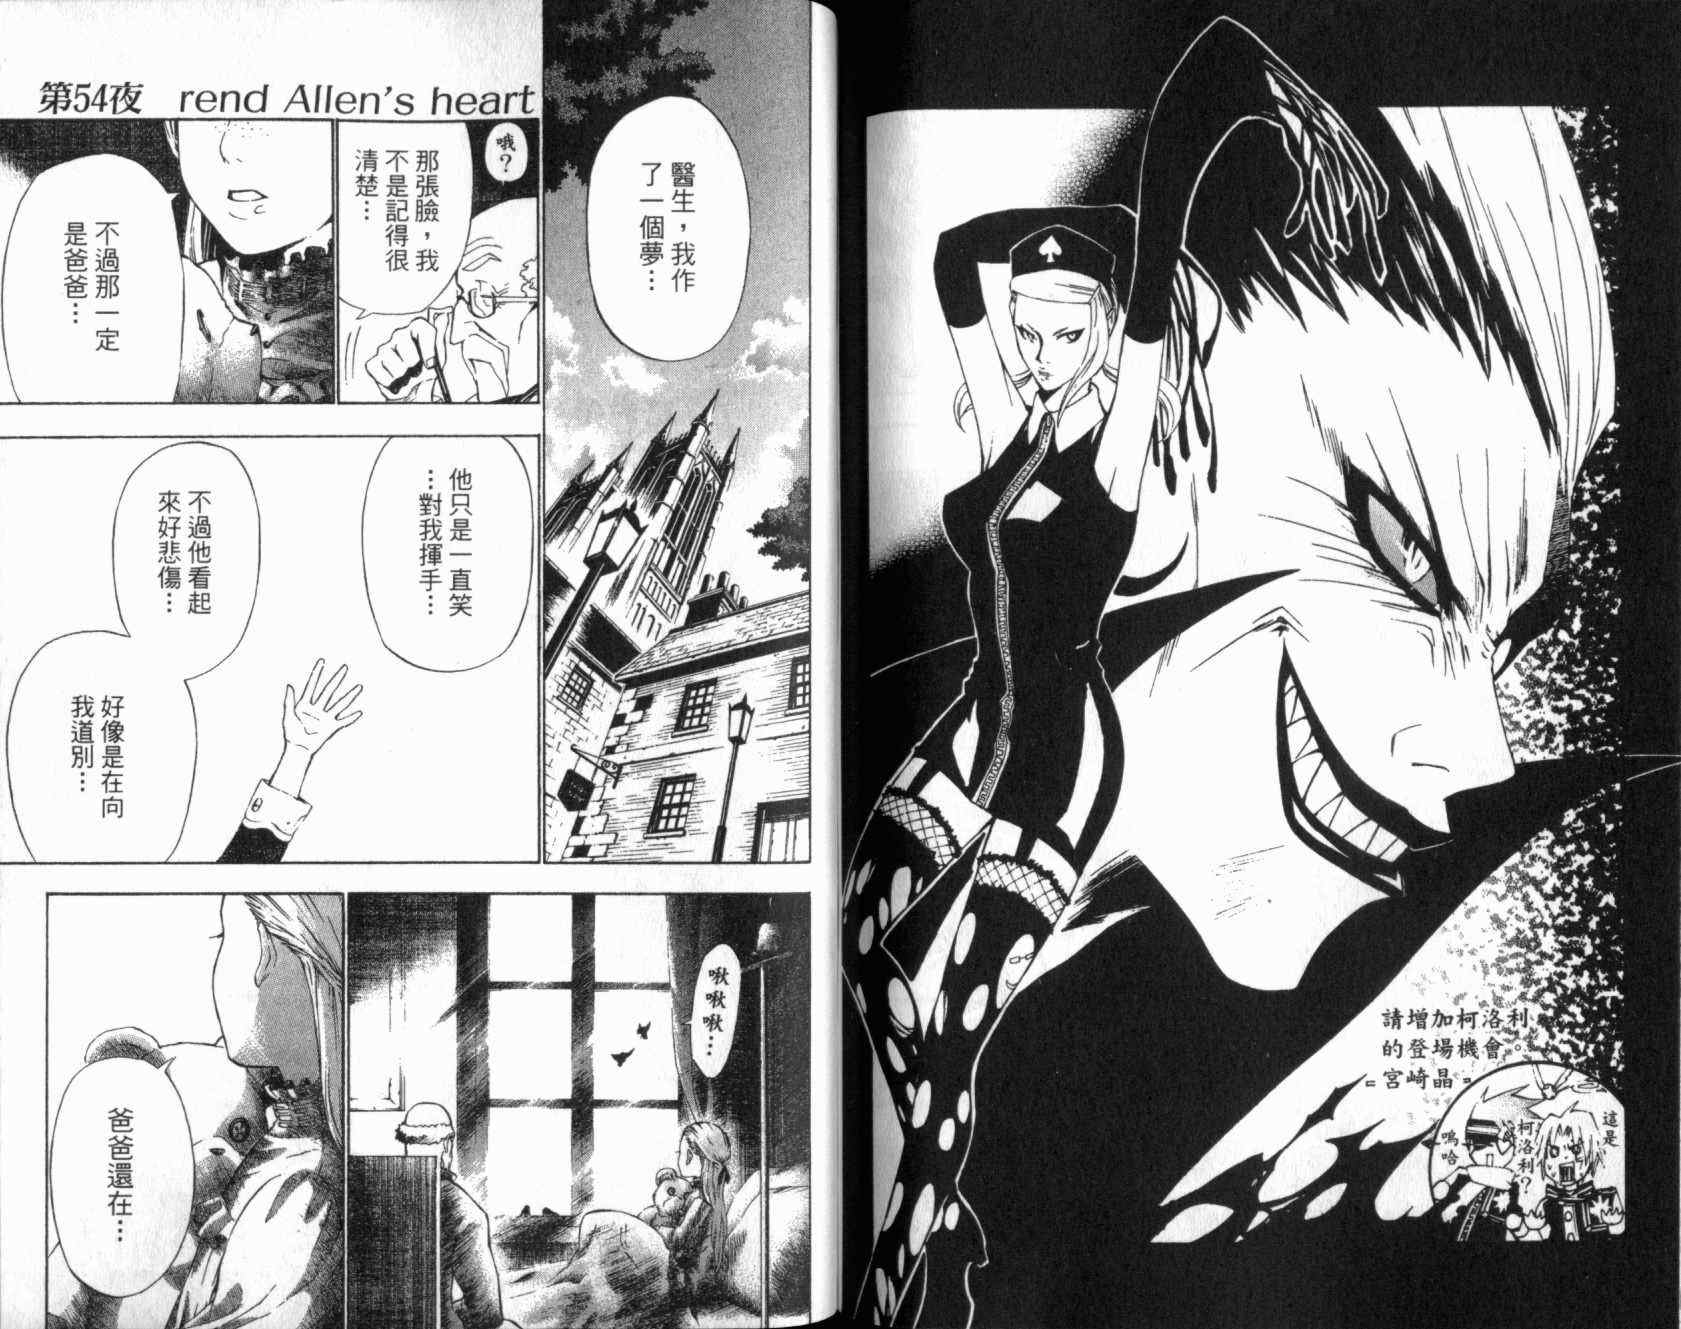 請增加柯洛利
的登場機會。
=宮崎晶=
這是
柯洛利？
嗚哈
第54夜 rend Allen's heart
醫生，我作
了一個夢…
哦？
那張臉，我
不是記得很
清楚…
不過那一定
是爸爸…
他只是一直笑
…對我揮手…
不過他看起
來好悲傷…
好像是在向
我道別…
啾啾啾…
爸爸還在…